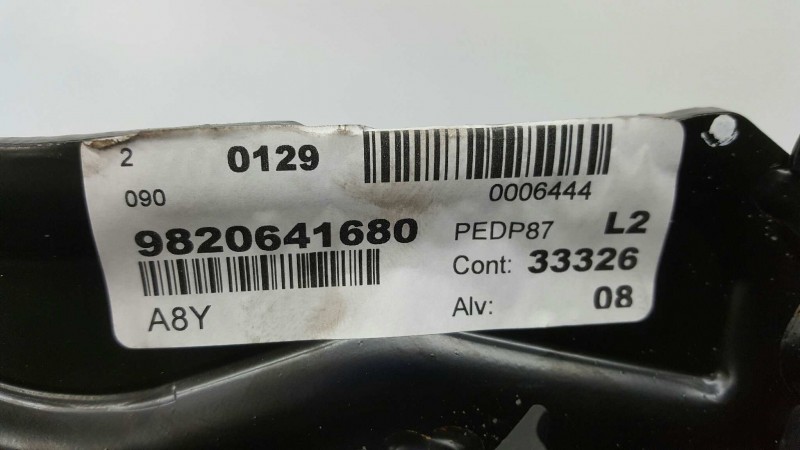 2 0129
090 0006444
9820641680 PEDP87 L2
Cont: 33326
A8Y Alv: 08